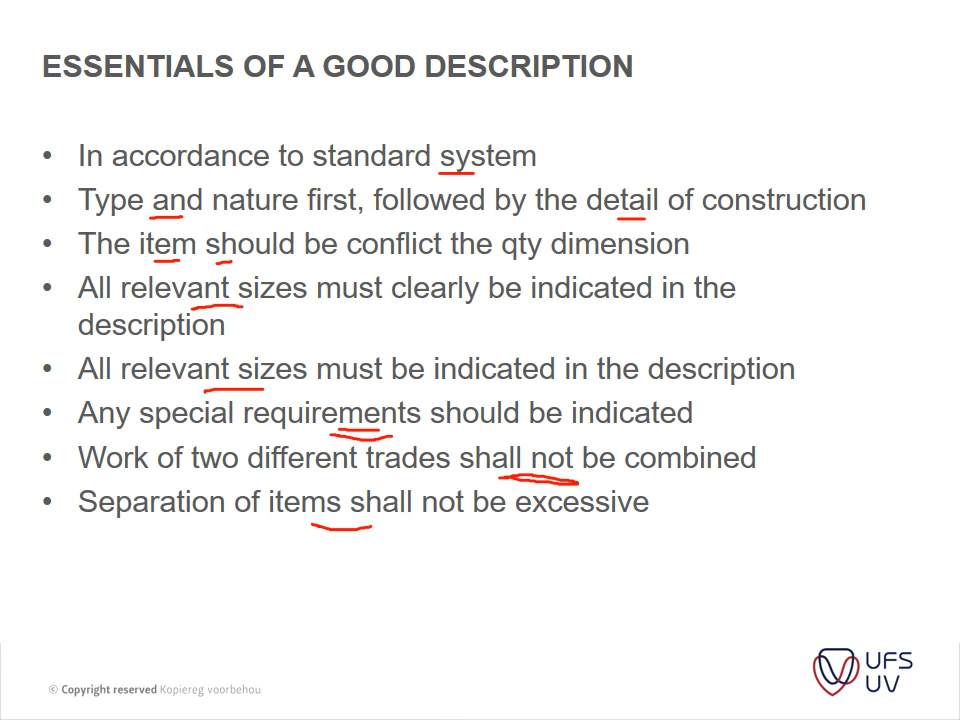 ESSENTIALS OF A GOOD DESCRIPTION
• In accordance to standard system
• Type and nature first, followed by the detail of construction
• The item should be conflict the qty dimension
• All relevant sizes must clearly be indicated in the
description
• All relevant sizes must be indicated in the description
• Any special requirements should be indicated
• Work of two different trades shall not be combined
• Separation of items shall not be excessive
© Copyright reserved Kopiereg voorbehou
UFS
UV